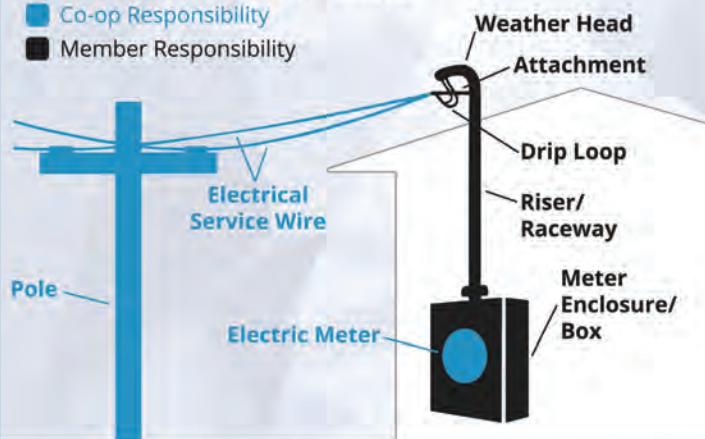 Co-op Responsibility
Member Responsibility
Weather Head
Attachment
Drip Loop
Electrical
Service Wire
Riser/
Raceway
Pole
Meter
Enclosure/
Box
Electric Meter